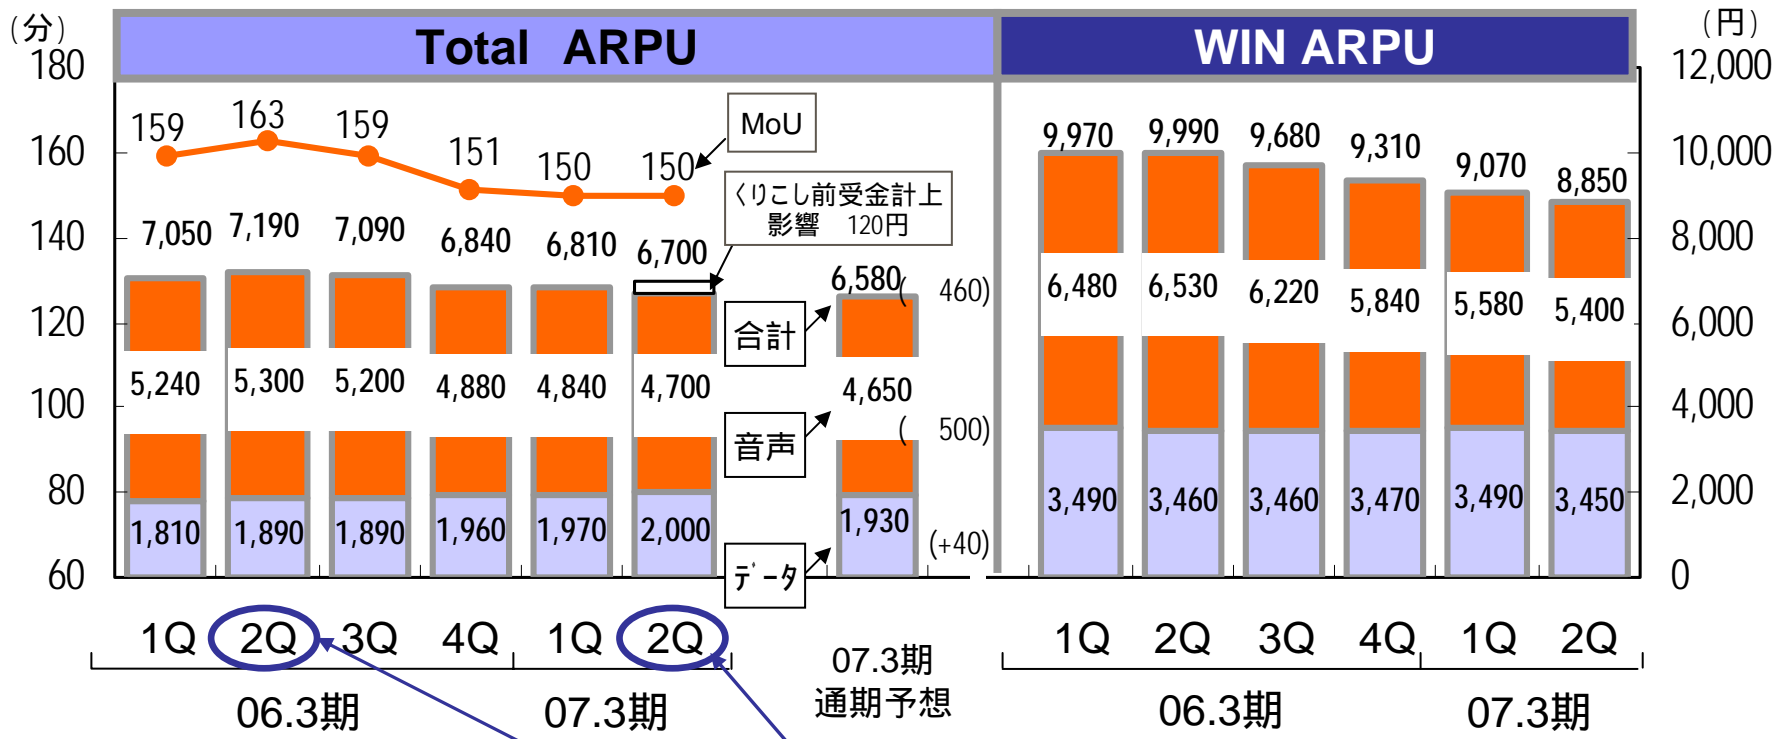 (分)
Total ARPU
WIN ARPU
(円)
180
160
140
120
100
80
60
12,000
10,000
8,000
6,000
4,000
2,000
0
159
163
159
151
150
150
MoU
くりこし前受金計上
影響 120円
7,050
7,190
7,090
6,840
6,810
6,700
6,580
( 460)
合計
5,240
5,300
5,200
4,880
4,840
4,700
4,650
( 500)
音声
1,810
1,890
1,890
1,960
1,970
2,000
1,930
(+40)
データ
9,970
9,990
9,680
9,310
9,070
8,850
6,480
6,530
6,220
5,840
5,580
5,400
3,490
3,460
3,460
3,470
3,490
3,450
1Q
2Q
3Q
4Q
1Q
2Q
06.3期
07.3期
07.3期
通期予想
1Q
2Q
3Q
4Q
1Q
2Q
06.3期
07.3期